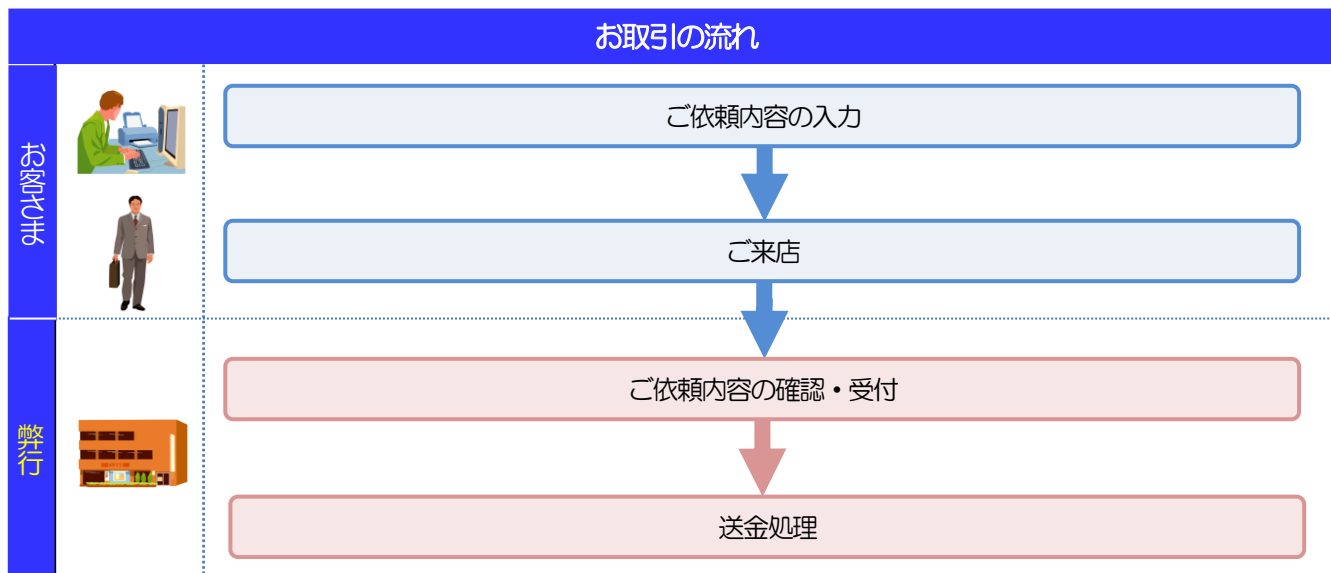 お取引の流れ
お客さま
ご依頼内容の入力
ご来店
弊行
ご依頼内容の確認・受付
送金処理